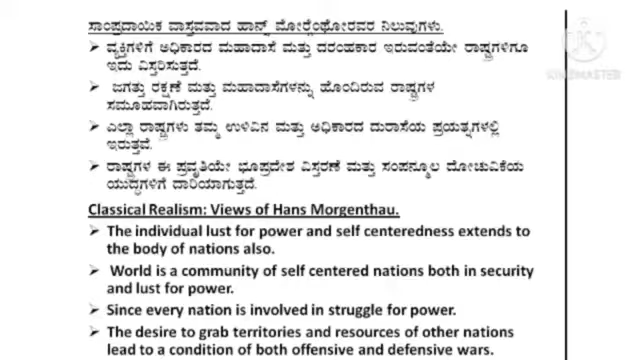 ಸಾಂಪ್ರದಾಯಿಕ ವಾಸ್ತವವಾದ ಹಾನ್ಸ್ ಮೋರ್ಗೆಂಥೋರವರ ನಿಲುವುಗಳು.
➢ ವ್ಯಕ್ತಿಗಳಿಗೆ ಅಧಿಕಾರದ ಮಹಾದಾಸೆ ಮತ್ತು ದರಂಹಕಾರ ಇರುವಂತೆಯೇ ರಾಷ್ಟ್ರಗಳಿಗೂ
ಇದು ವಿಸ್ತರಿಸುತ್ತದೆ.
➢ ಜಗತ್ತು ರಕ್ಷಣೆ ಮತ್ತು ಮಹಾದಾಸೆಗಳನ್ನು ಹೊಂದಿರುವ ರಾಷ್ಟ್ರಗಳ
ಸಮೂಹವಾಗಿರುತ್ತದೆ.
➢ ಎಲ್ಲಾ ರಾಷ್ಟ್ರಗಳು ತಮ್ಮ ಉಳಿವಿನ ಮತ್ತು ಅಧಿಕಾರದ ದುರಾಸೆಯ ಪ್ರಯತ್ನಗಳಲ್ಲಿ
ಇರುತ್ತವೆ.
➢ ರಾಷ್ಟ್ರಗಳ ಈ ಪ್ರವೃತಿಯೇ ಭೂಪ್ರದೇಶ ವಿಸ್ತರಣೆ ಮತ್ತು ಸಂಪನ್ಮೂಲ ದೋಚುವಿಕೆಯ
ಯುದ್ಧಗಳಿಗೆ ದಾರಿಯಾಗುತ್ತದೆ.
Classical Realism: Views of Hans Morgenthau.
➢ The individual lust for power and self centeredness extends to
the body of nations also.
➢ World is a community of self centered nations both in security
and lust for power.
➢ Since every nation is involved in struggle for power.
➢ The desire to grab territories and resources of other nations
lead to a condition of both offensive and defensive wars.
KINEMASTER